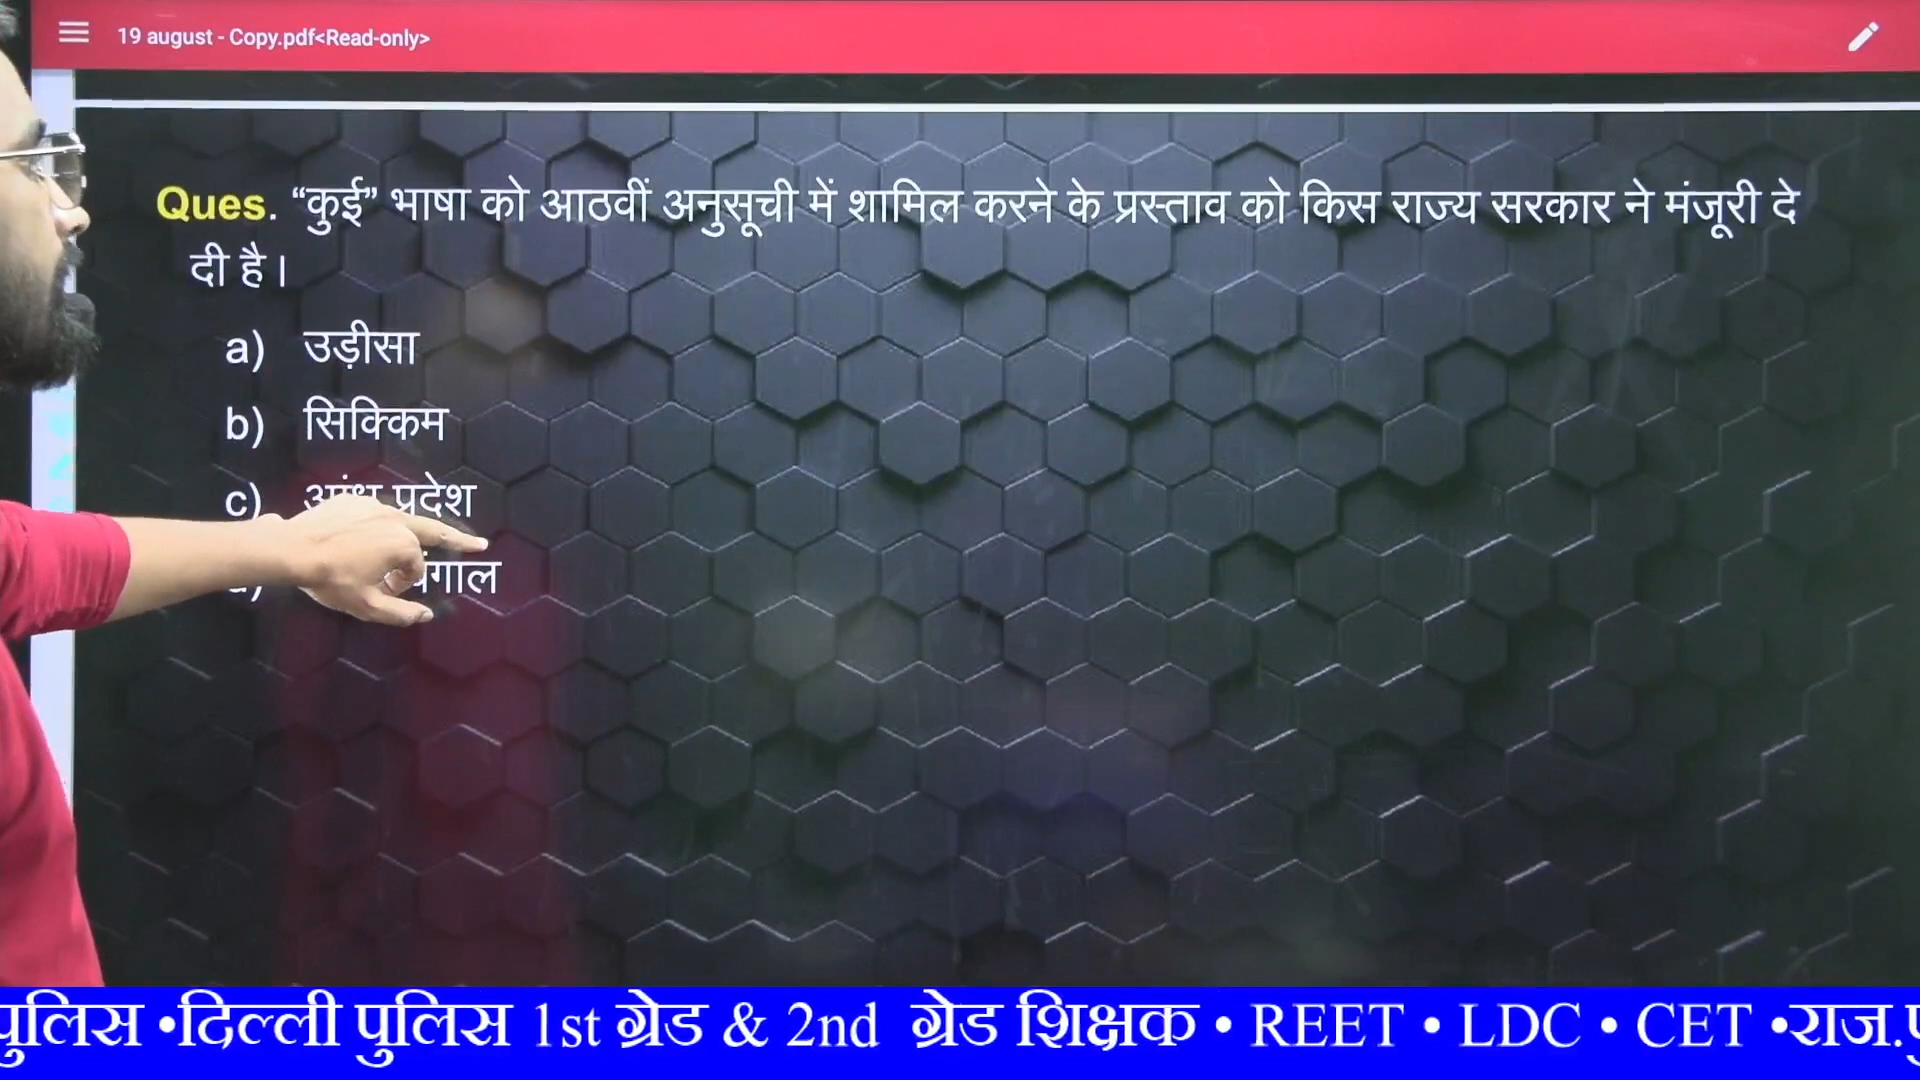 19 august - Copy.pdf<Read-only>
Ques. “कुई” भाषा को आठवीं अनुसूची में शामिल करने के प्रस्ताव को किस राज्य सरकार ने मंजूरी दे
दी है।
a) उड़ीसा
b) सिक्किम
c) प्रदेश
पुलिस •दिल्ली पुलिस 1st ग्रेड & 2nd ग्रेड शिक्षक • REET • LDC • CET •राज.